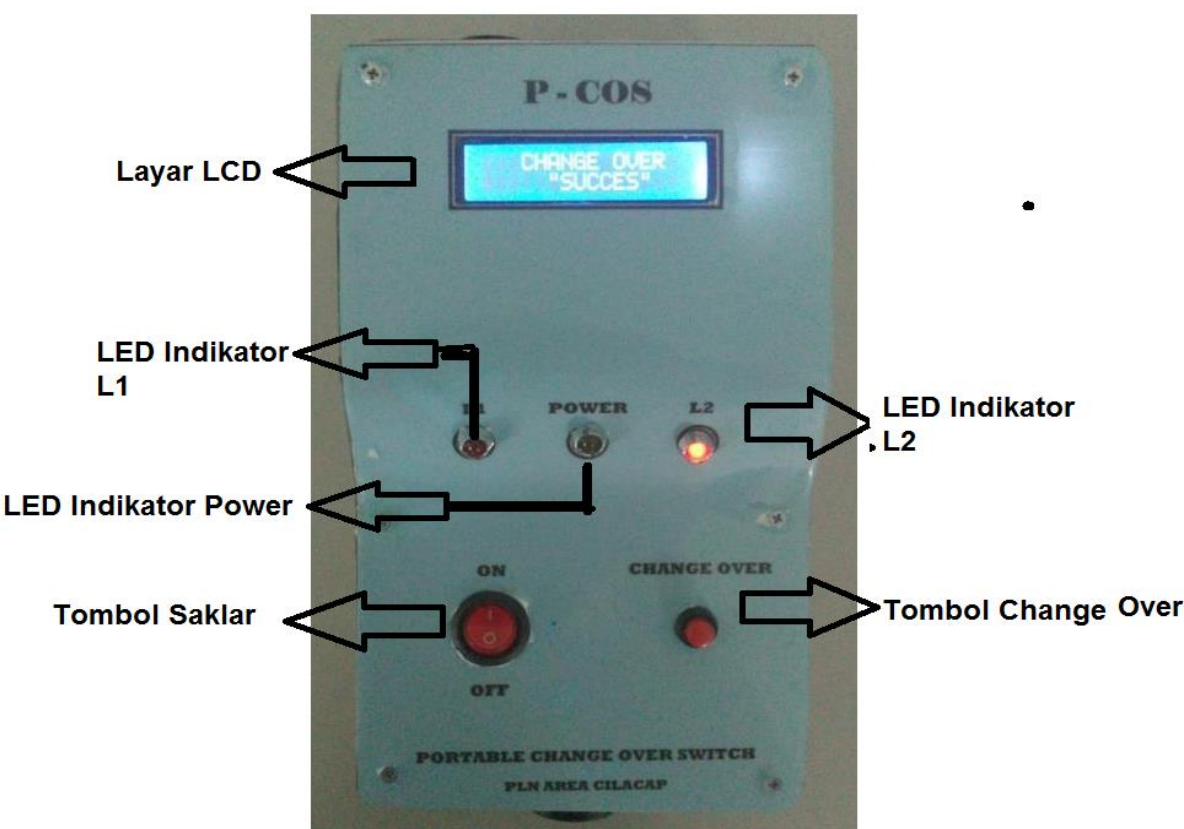 P - COS
CHANGE OVER
"SUCCES"
Layar LCD
LED Indikator
L1
L1
POWER
L2
LED Indikator
L2
LED Indikator Power
ON
CHANGE OVER
Tombol Saklar
I
O
Tombol Change Over
OFF
PORTABLE CHANGE OVER SWITCH
PLN AREA CILACAP